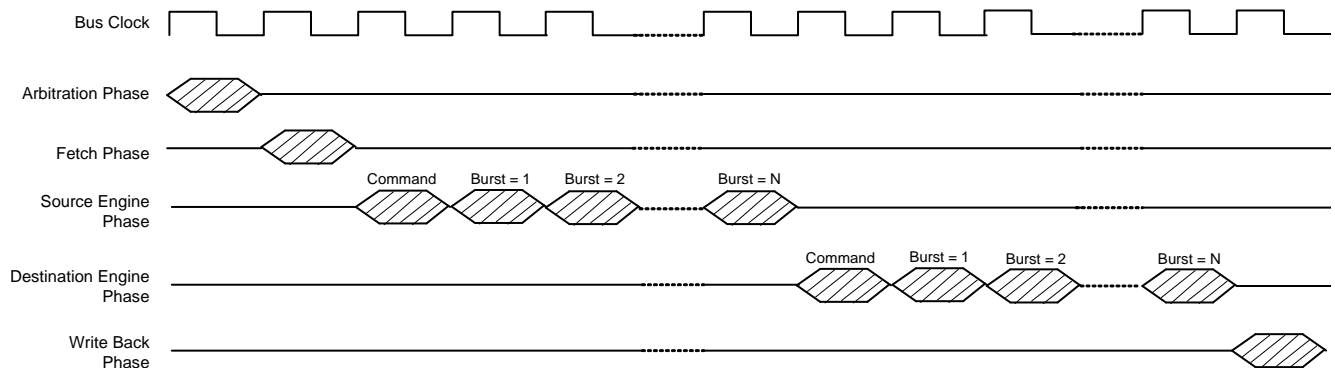 Bus Clock
Arbitration Phase
Fetch Phase
Command Burst = 1 Burst = 2 Burst = N
Source Engine
Phase
Command Burst = 1 Burst = 2 Burst = N
Destination Engine
Phase
Write Back
Phase